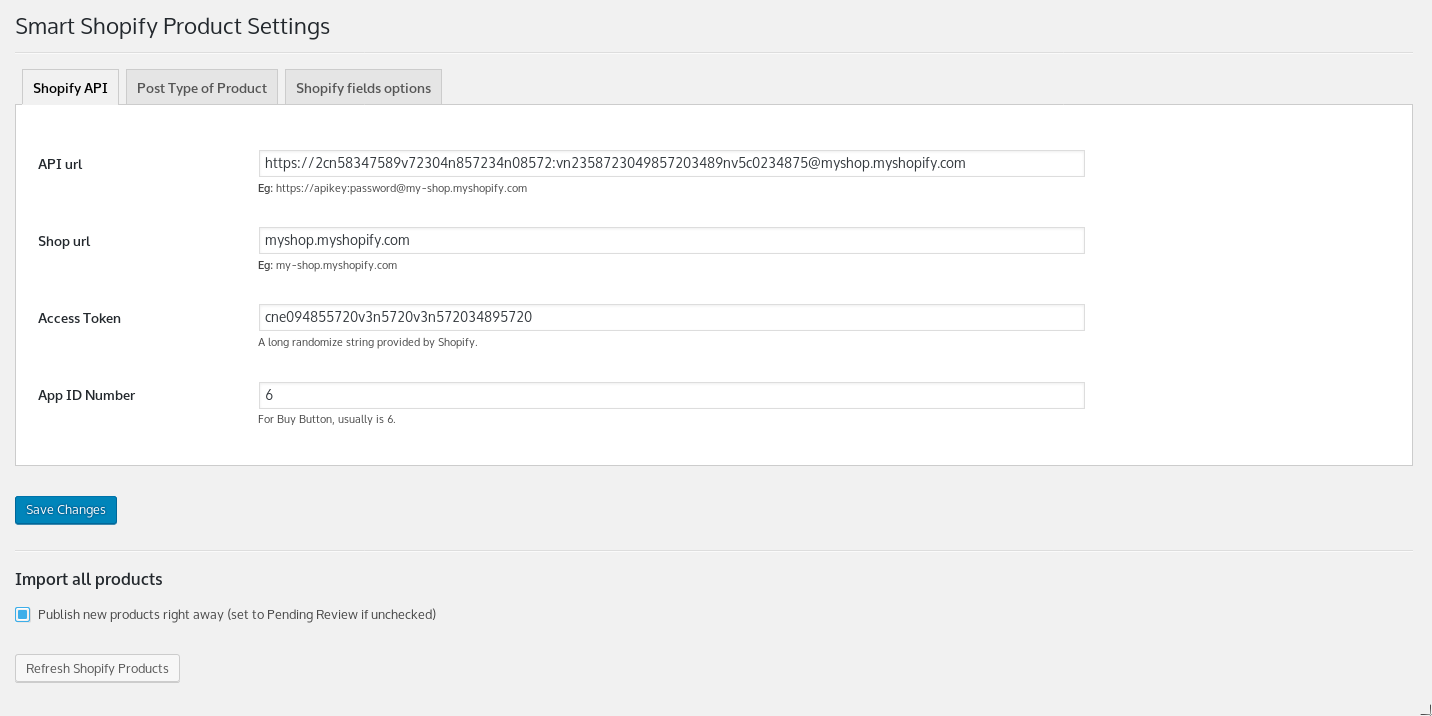 Smart Shopify Product Settings
Shopify API
Post Type of Product
Shopify fields options
API url
https://2cn58347589v72304n857234n08572:vn2358723049857203489nv5c0234875@myshop.myshopify.com
Eg: https://apikey:password@my-shop.myshopify.com
Shop url
myshop.myshopify.com
Eg: my-shop.myshopify.com
Access Token
cne094855720v3n5720v3n572034895720
A long randomize string provided by Shopify.
App ID Number
6
For Buy Button, usually is 6.
Save Changes
Import all products
Publish new products right away (set to Pending Review if unchecked)
Refresh Shopify Products